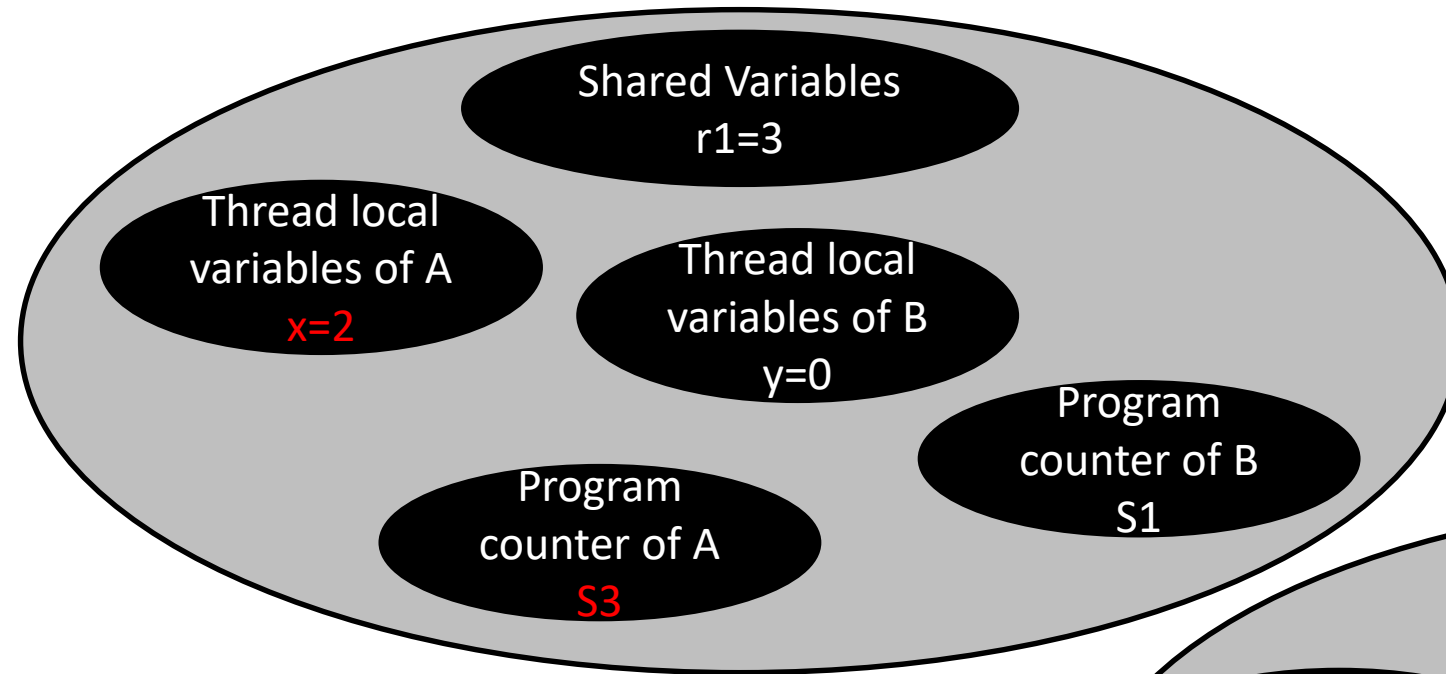 Shared Variables
r1=3
Thread local
variables of A
x=2
Thread local
variables of B
y=0
Program
counter of B
S1
Program
counter of A
S3